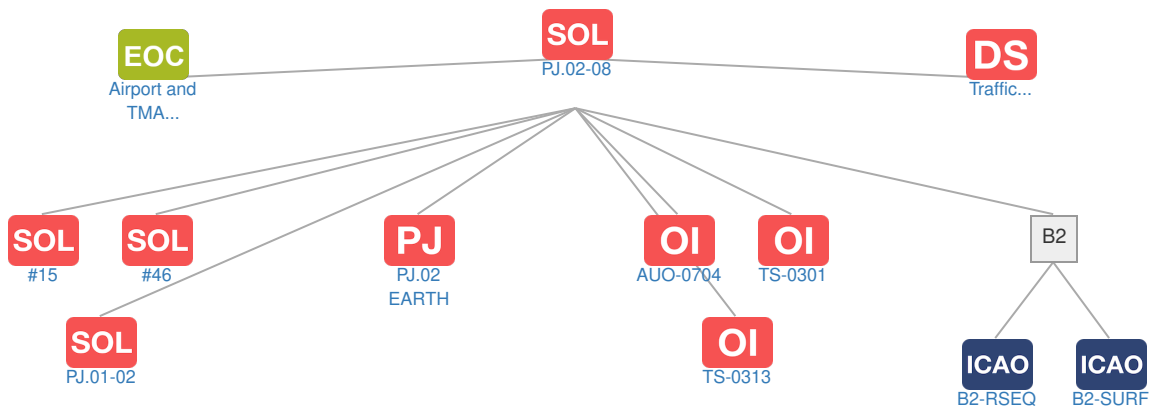 EOC
Airport and
TMA...
SOL
PJ.02-08
DS
Traffic...
SOL
#15
SOL
#46
PJ
PJ.02
EARTH
OI
AUO-0704
OI
TS-0301
B2
SOL
PJ.01-02
OI
TS-0313
ICAO
B2-RSEQ
ICAO
B2-SURF